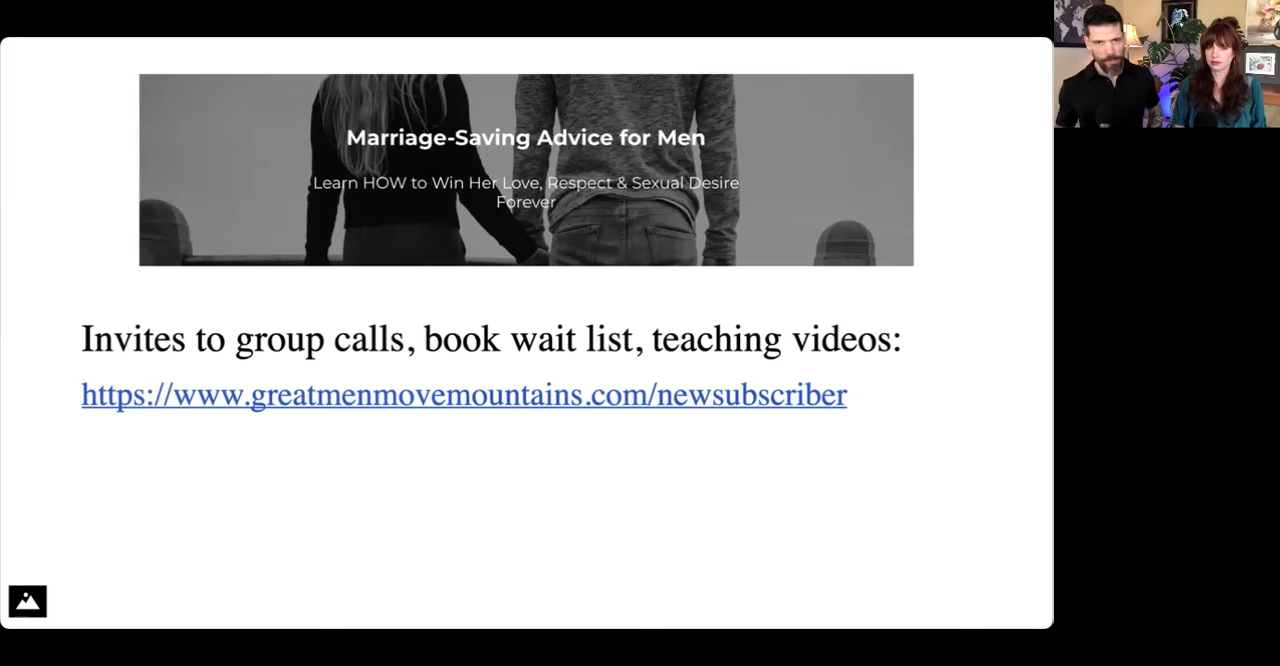 Marriage-Saving Advice for Men
Learn HOW to Win Her Love, Respect & Sexual Desire
Forever
Invites to group calls, book wait list, teaching videos:
https://www.greatmenmovemountains.com/newsubscriber